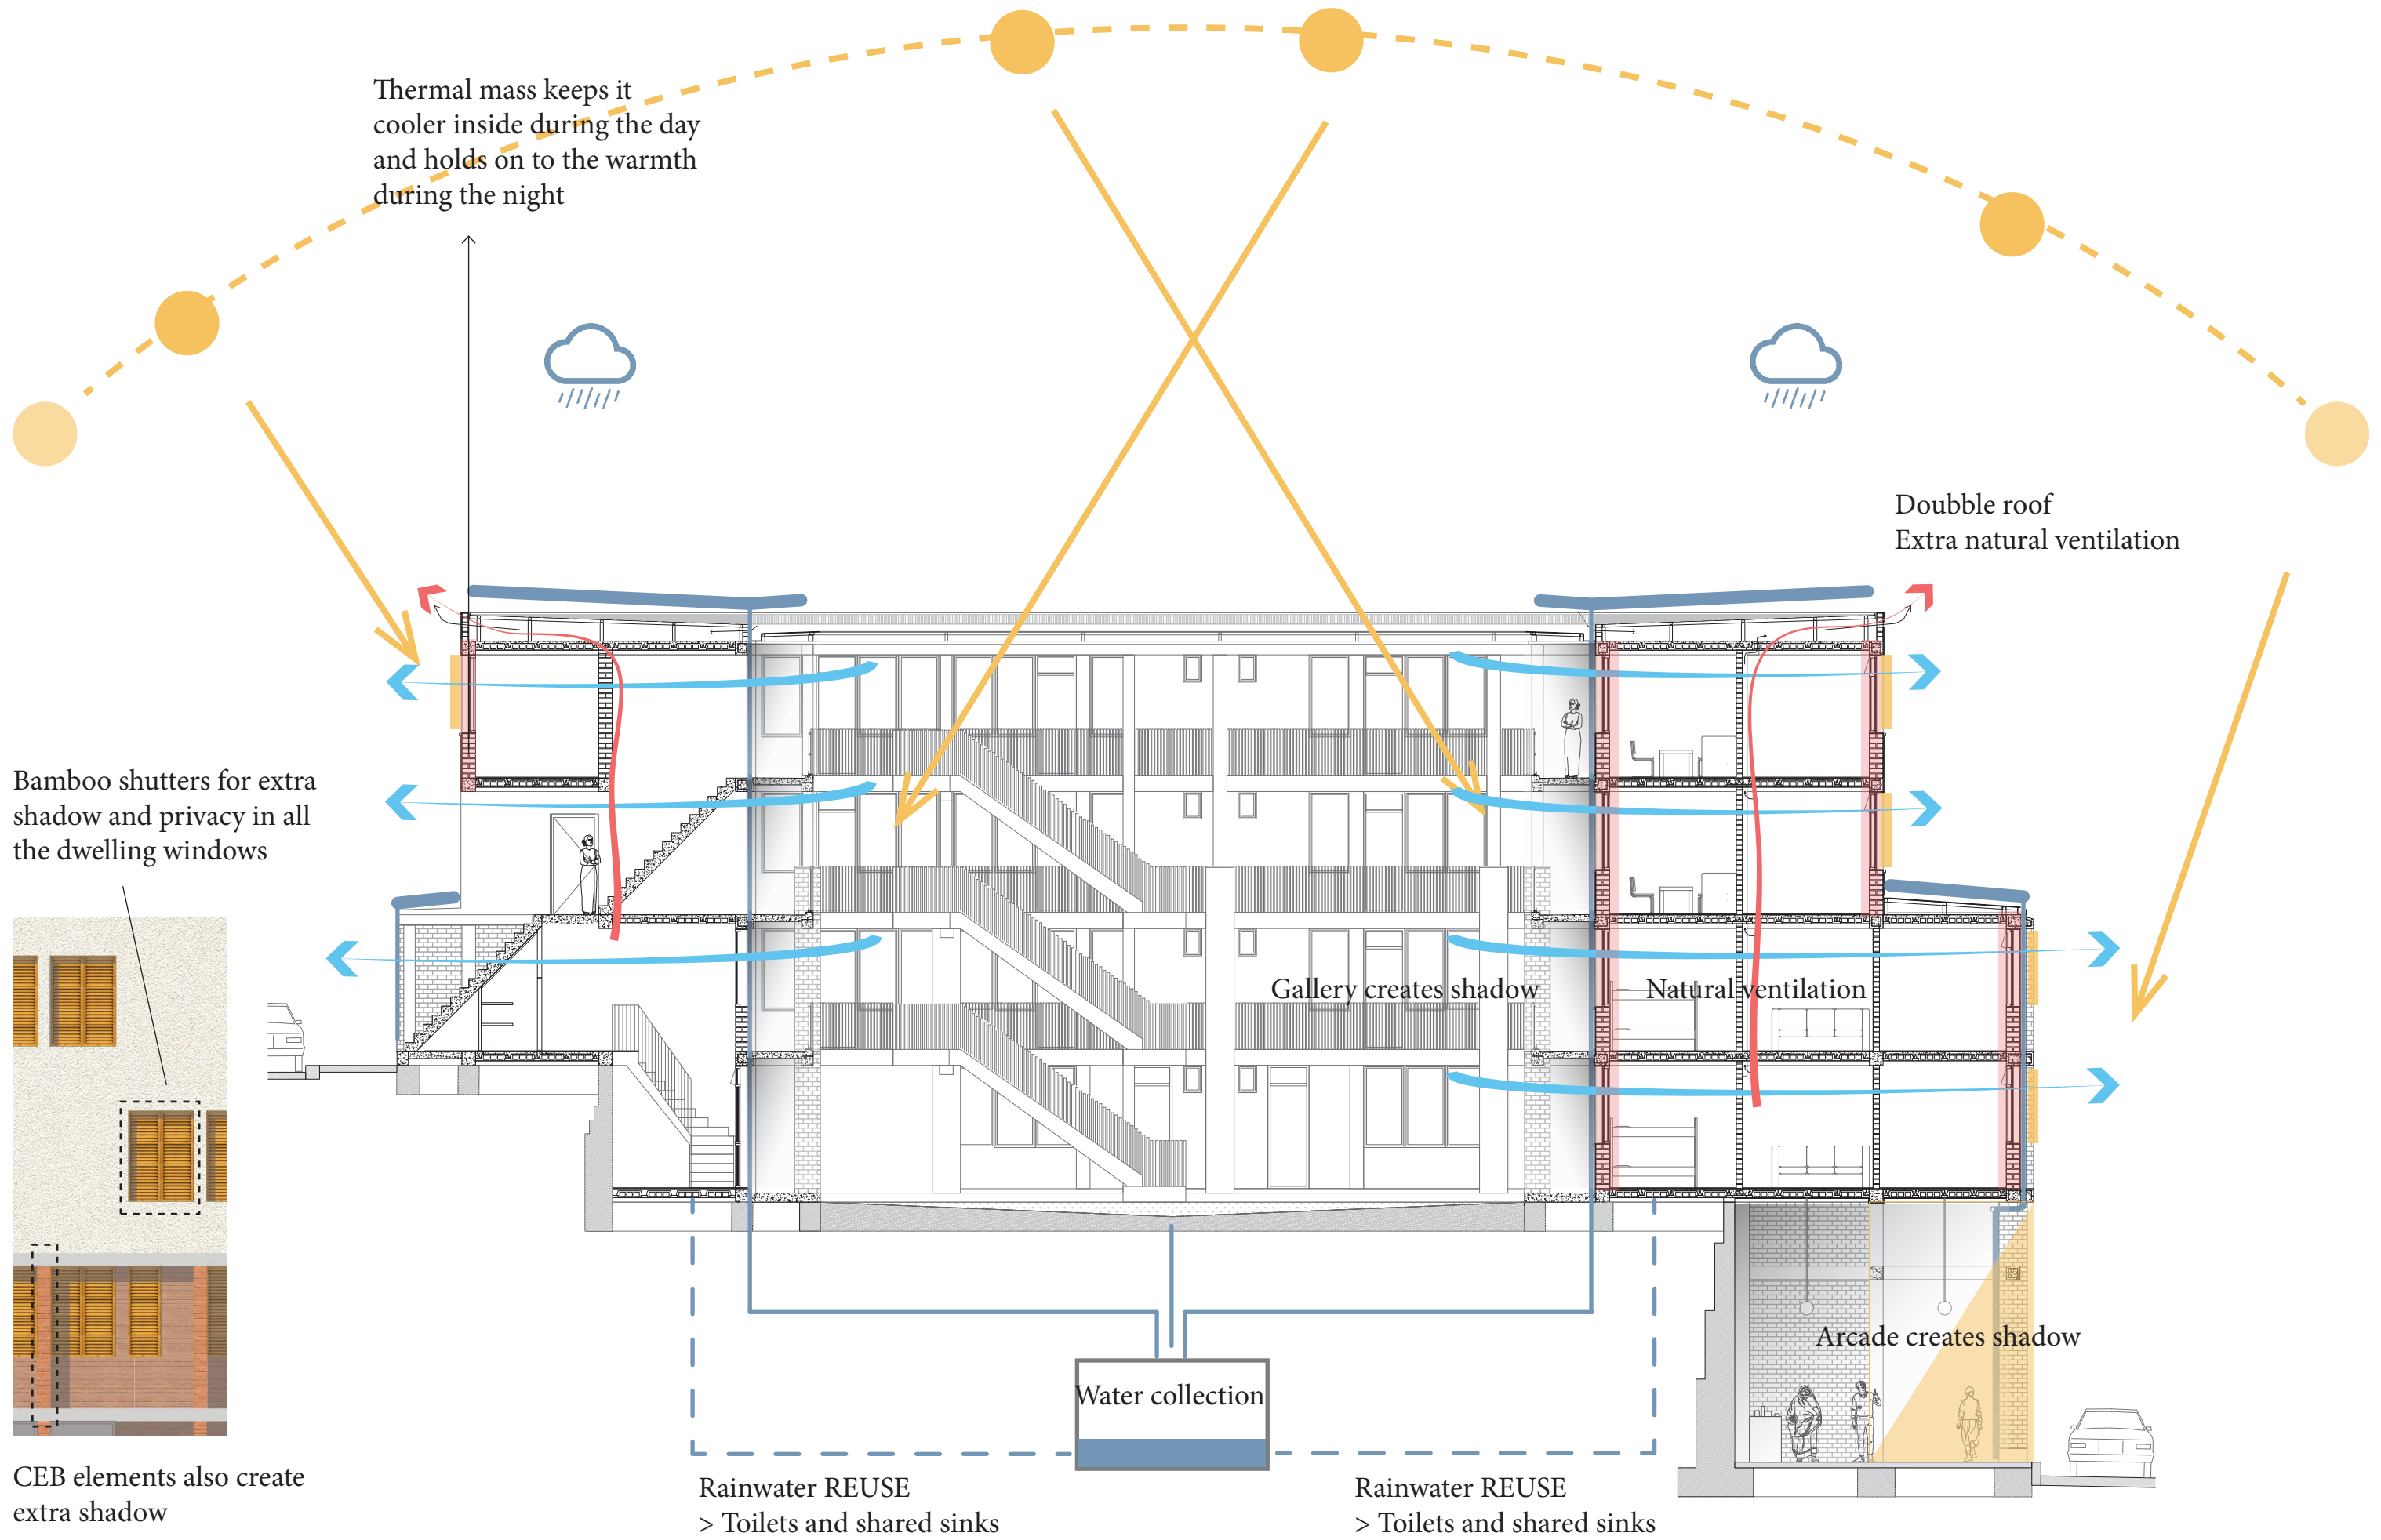 Thermal mass keeps it
cooler inside during the day
and holds on to the warmth
during the night
Doubble roof
Extra natural ventilation
Bamboo shutters for extra
shadow and privacy in all
the dwelling windows
Gallery creates shadow
Natural ventilation
Arcade creates shadow
Water collection
CEB elements also create
extra shadow
Rainwater REUSE
> Toilets and shared sinks
Rainwater REUSE
> Toilets and shared sinks